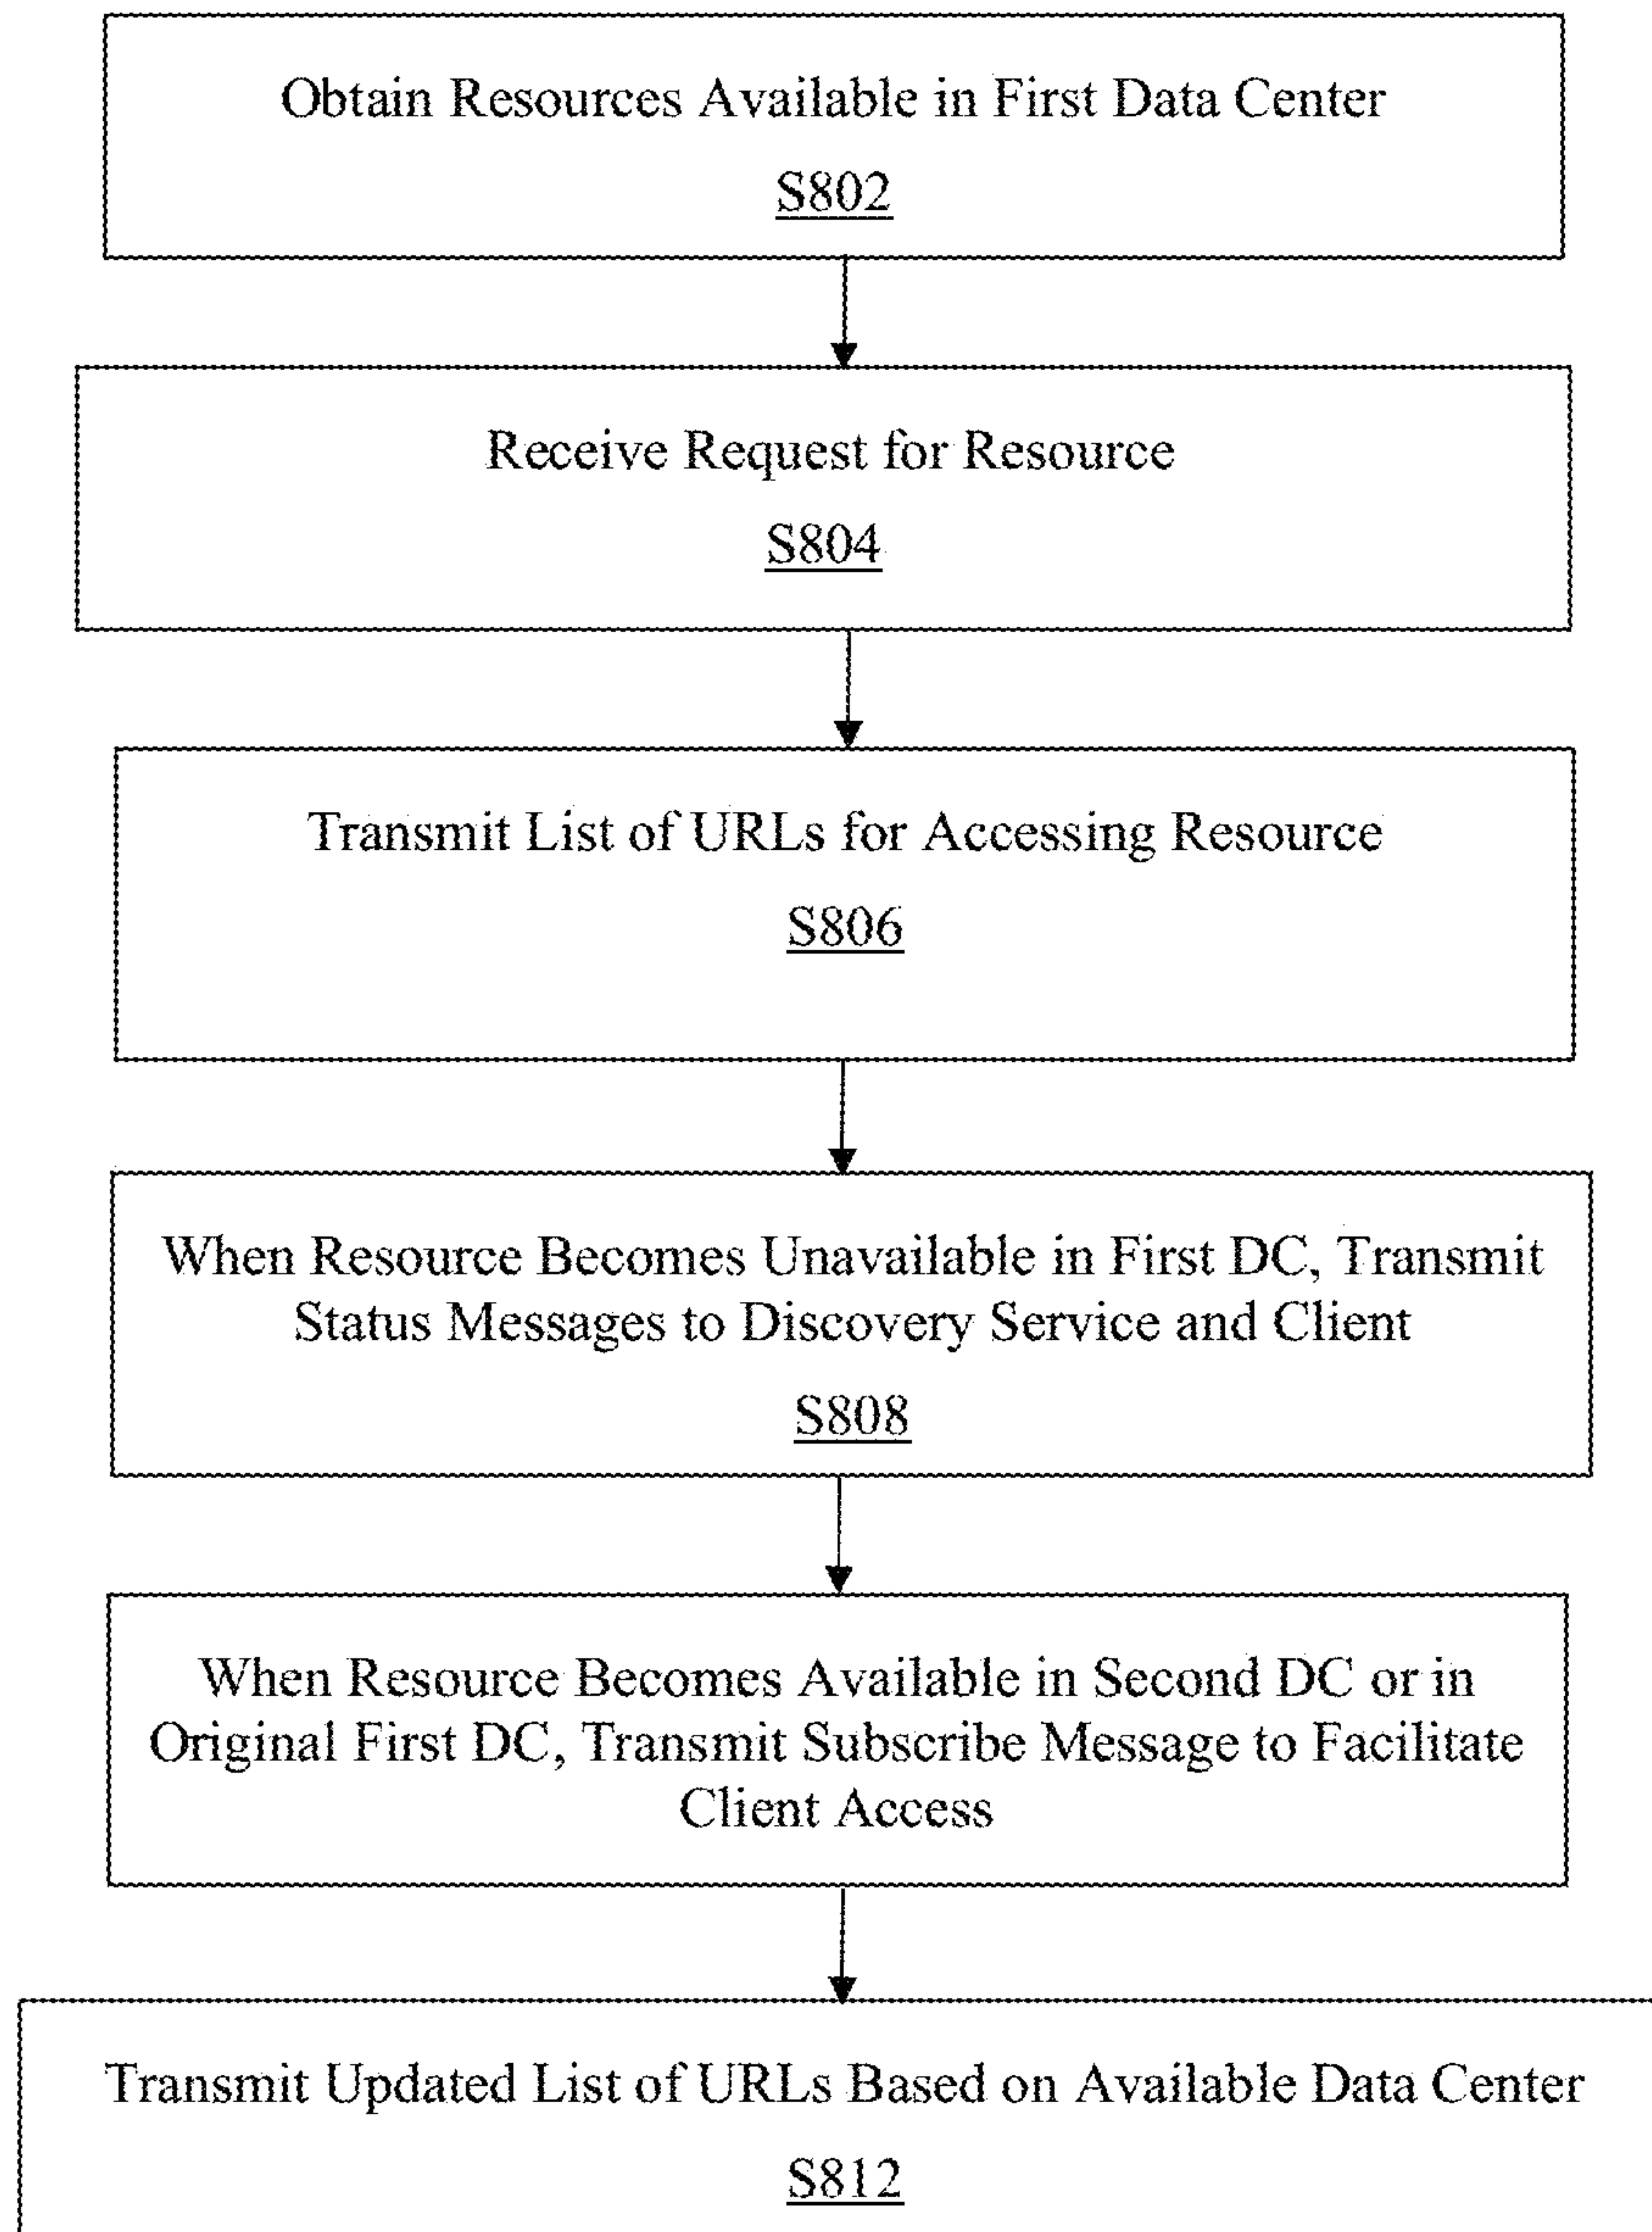 Obtain Resources Available in First Data Center
S802
Receive Request for Resource
S804
Transmit List of URLs for Accessing Resource
S806
When Resource Becomes Unavailable in First DC, Transmit
Status Messages to Discovery Service and Client
S808
When Resource Becomes Available in Second DC or in
Original First DC, Transmit Subscribe Message to Facilitate
Client Access
Transmit Updated List of URLs Based on Available Data Center
S812